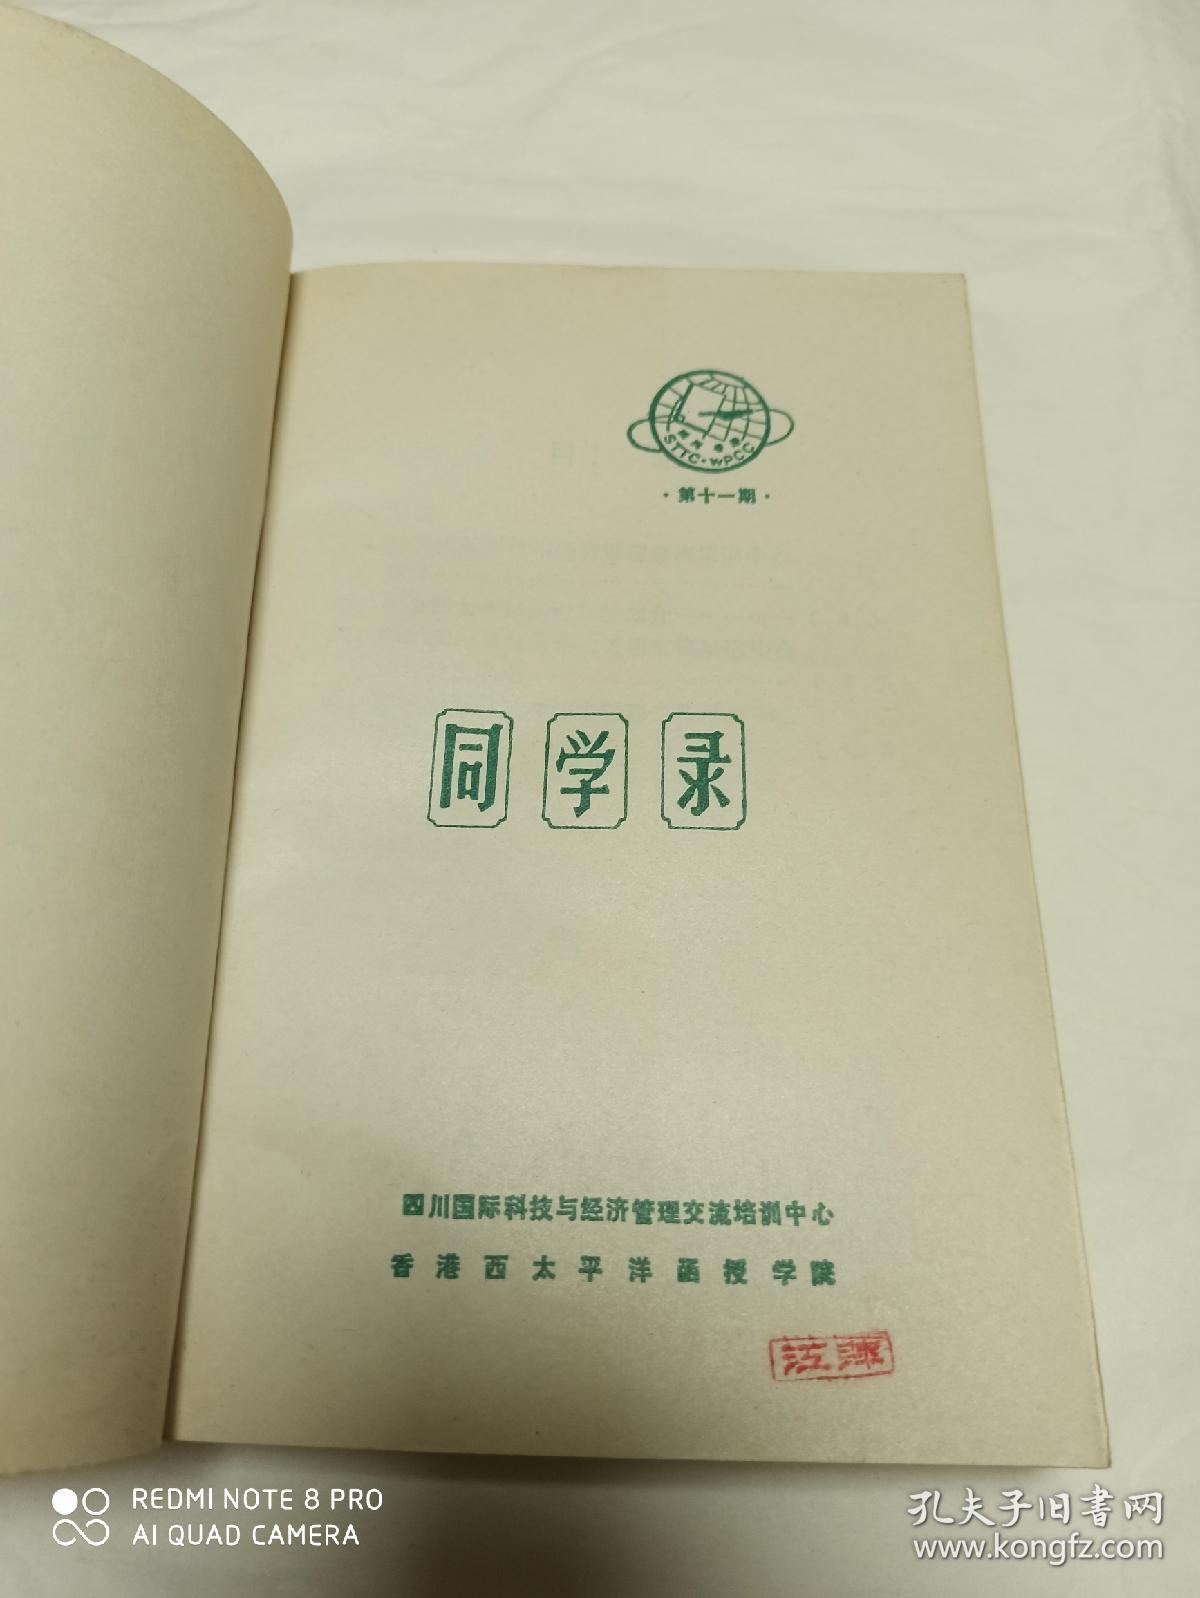 STTC·WPCC
·第十一期·
同学录
四川国际科技与经济管理交流培训中心
香港西太平洋函授学院
REDMI NOTE 8 PRO
AI QUAD CAMERA
孔夫子旧书网
www.kongfz.com